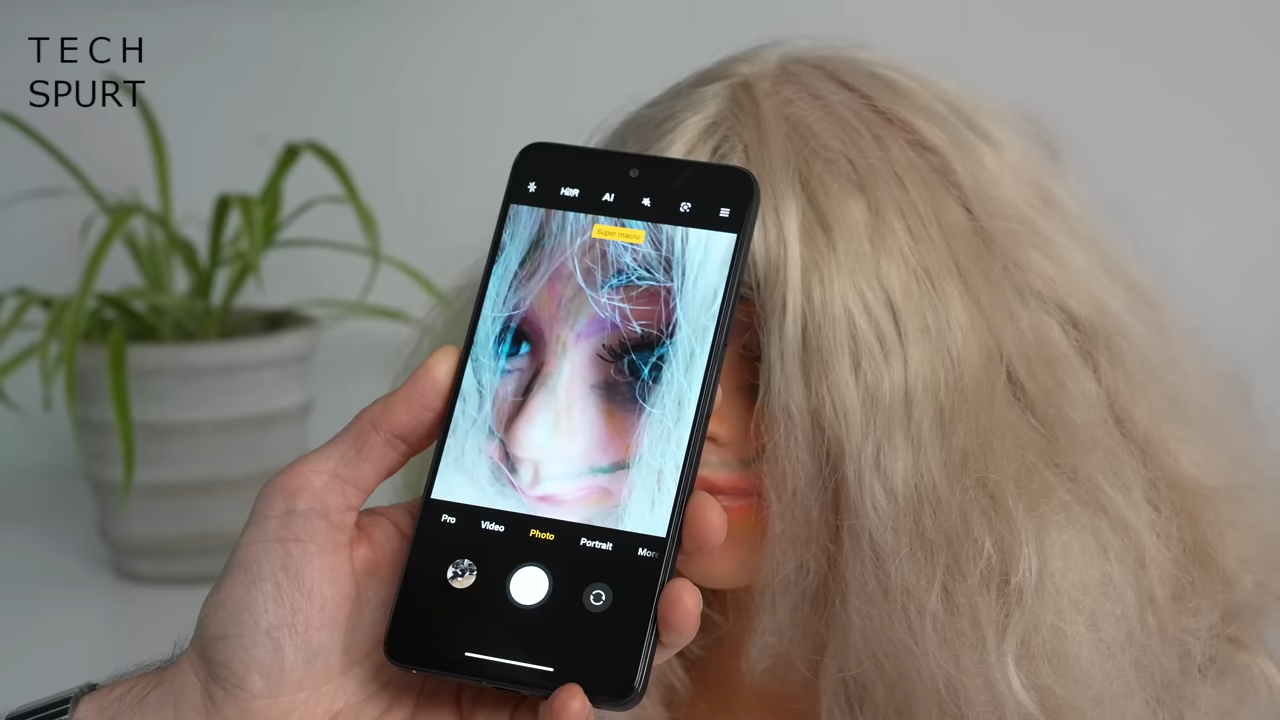 TECH
SPURT
HDR AI
Super macro
Pro Video Photo Portrait More